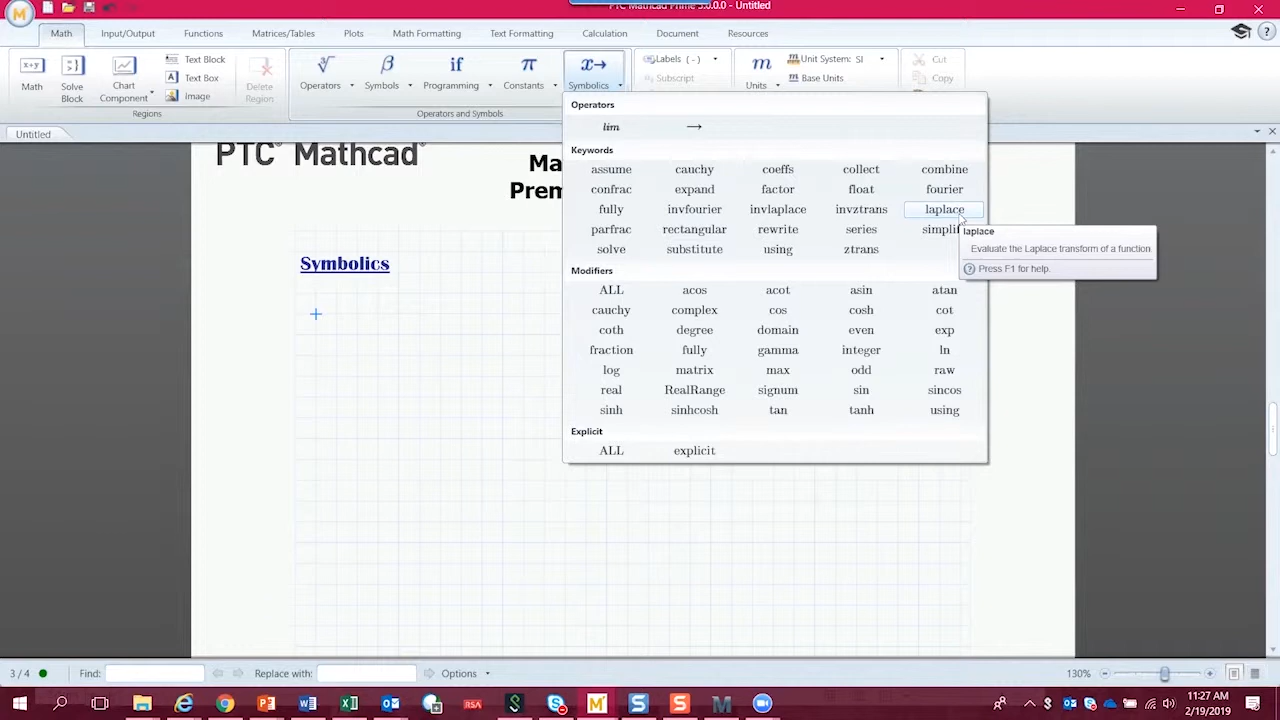 PTC Mathcad Prime 5.0.0.0 - Untitled
Math Input/Output Functions Matrices/Tables Plots Math Formatting Text Formatting Calculation Document Resources
Math Solve Block Chart Component Text Block Text Box Image Delete Region
Operators Symbols Programming Constants Symbolics
Labels ( - ) Subscript Units Unit System: SI Base Units Cut Copy
Regions Operators and Symbols
Untitled
PTC® Mathcad®
Ma
Prem
Symbolics
Operators
lim →
Keywords
assume cauchy coeffs collect combine
confrac expand factor float fourier
fully invfourier invlaplace invztrans laplace
parfrac rectangular rewrite series simplif
solve substitute using ztrans
laplace
Evaluate the Laplace transform of a function
Press F1 for help.
Modifiers
ALL acos acot asin atan
cauchy complex cos cosh cot
coth degree domain even exp
fraction fully gamma integer ln
log matrix max odd raw
real RealRange signum sin sincos
sinh sinhcosh tan tanh using
Explicit
ALL explicit
3 / 4 Find: Replace with: Options 130%
11:27 AM
2/19/2019